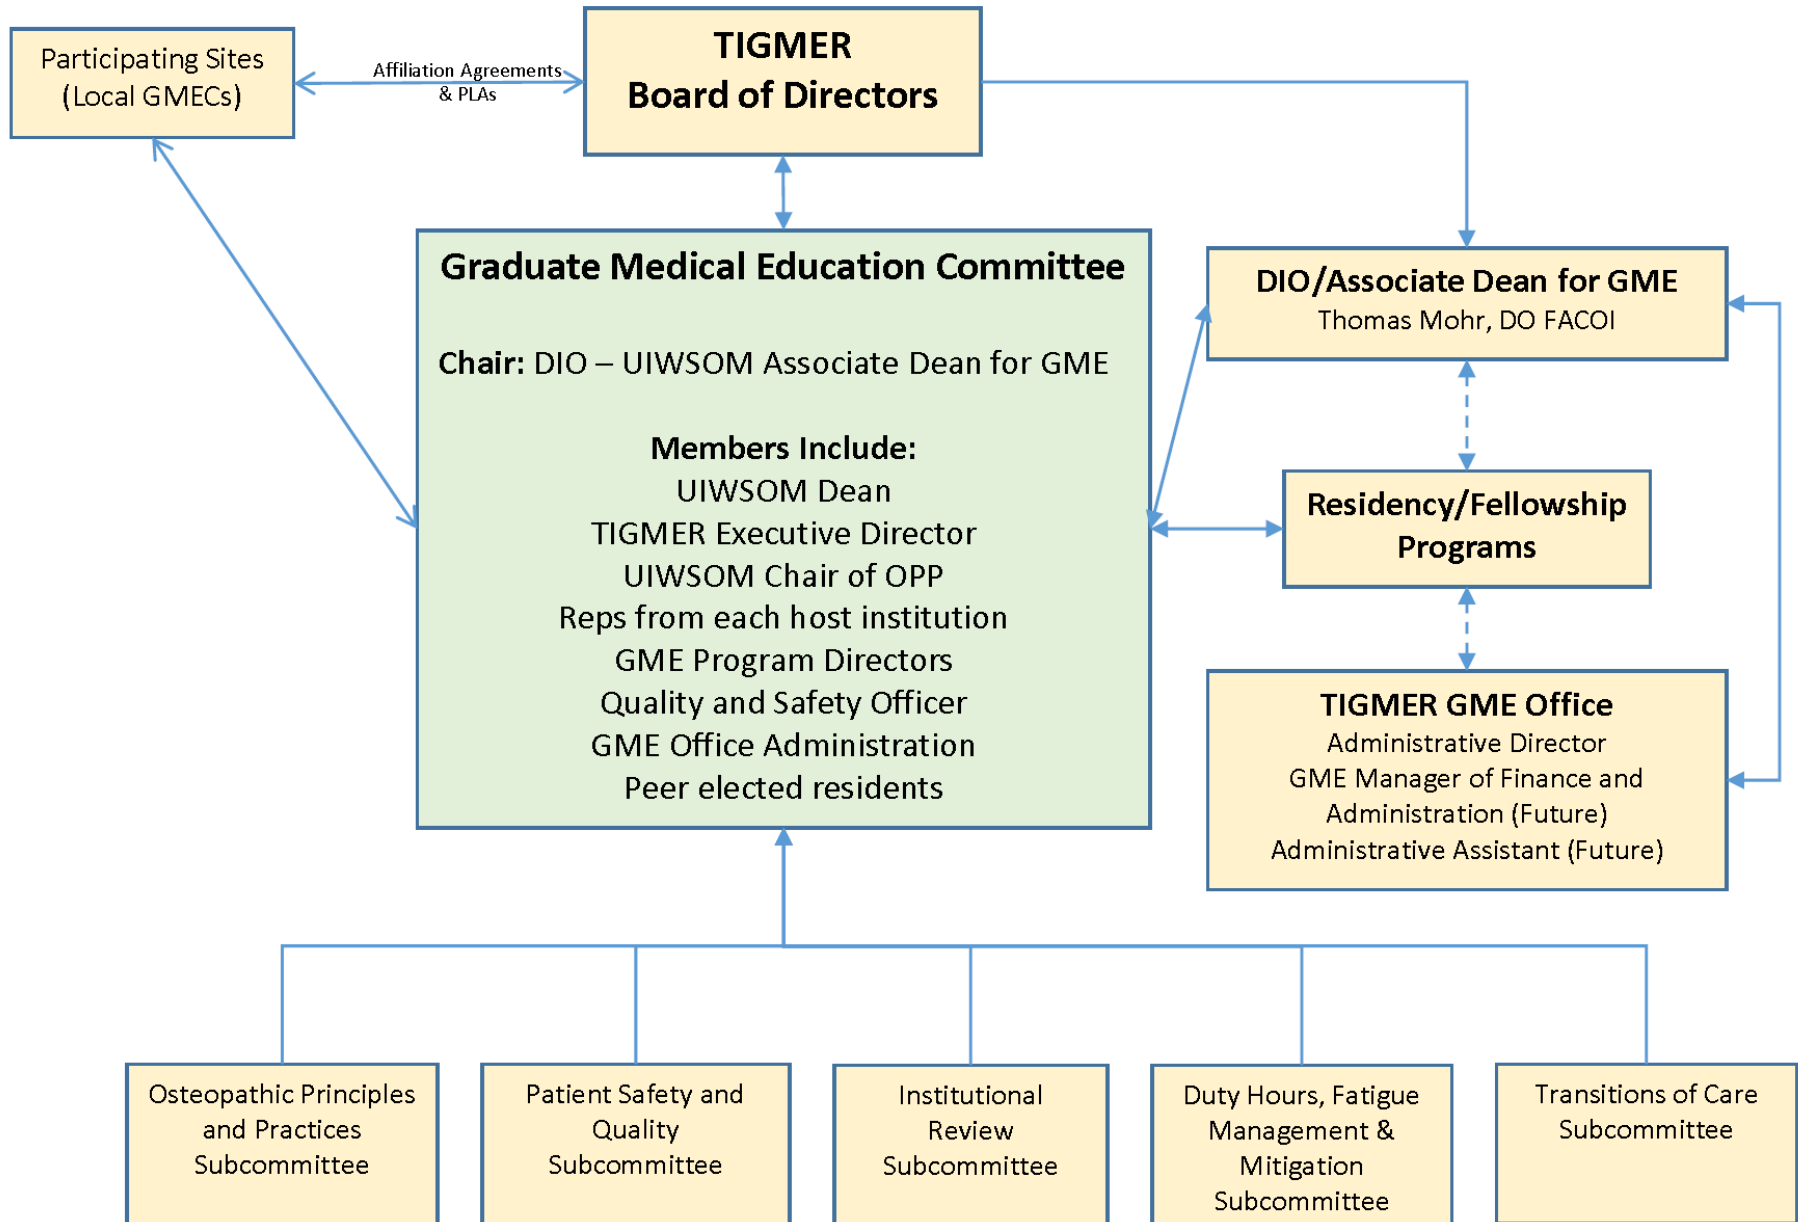 Participating Sites
(Local GMECs)
Affiliation Agreements
& PLAs
TIGMER
Board of Directors
Graduate Medical Education Committee
Chair: DIO – UIWSOM Associate Dean for GME
Members Include:
UIWSOM Dean
TIGMER Executive Director
UIWSOM Chair of OPP
Reps from each host institution
GME Program Directors
Quality and Safety Officer
GME Office Administration
Peer elected residents
DIO/Associate Dean for GME
Thomas Mohr, DO FACOI
Residency/Fellowship
Programs
TIGMER GME Office
Administrative Director
GME Manager of Finance and
Administration (Future)
Administrative Assistant (Future)
Osteopathic Principles
and Practices
Subcommittee
Patient Safety and
Quality
Subcommittee
Institutional
Review
Subcommittee
Duty Hours, Fatigue
Management &
Mitigation
Subcommittee
Transitions of Care
Subcommittee